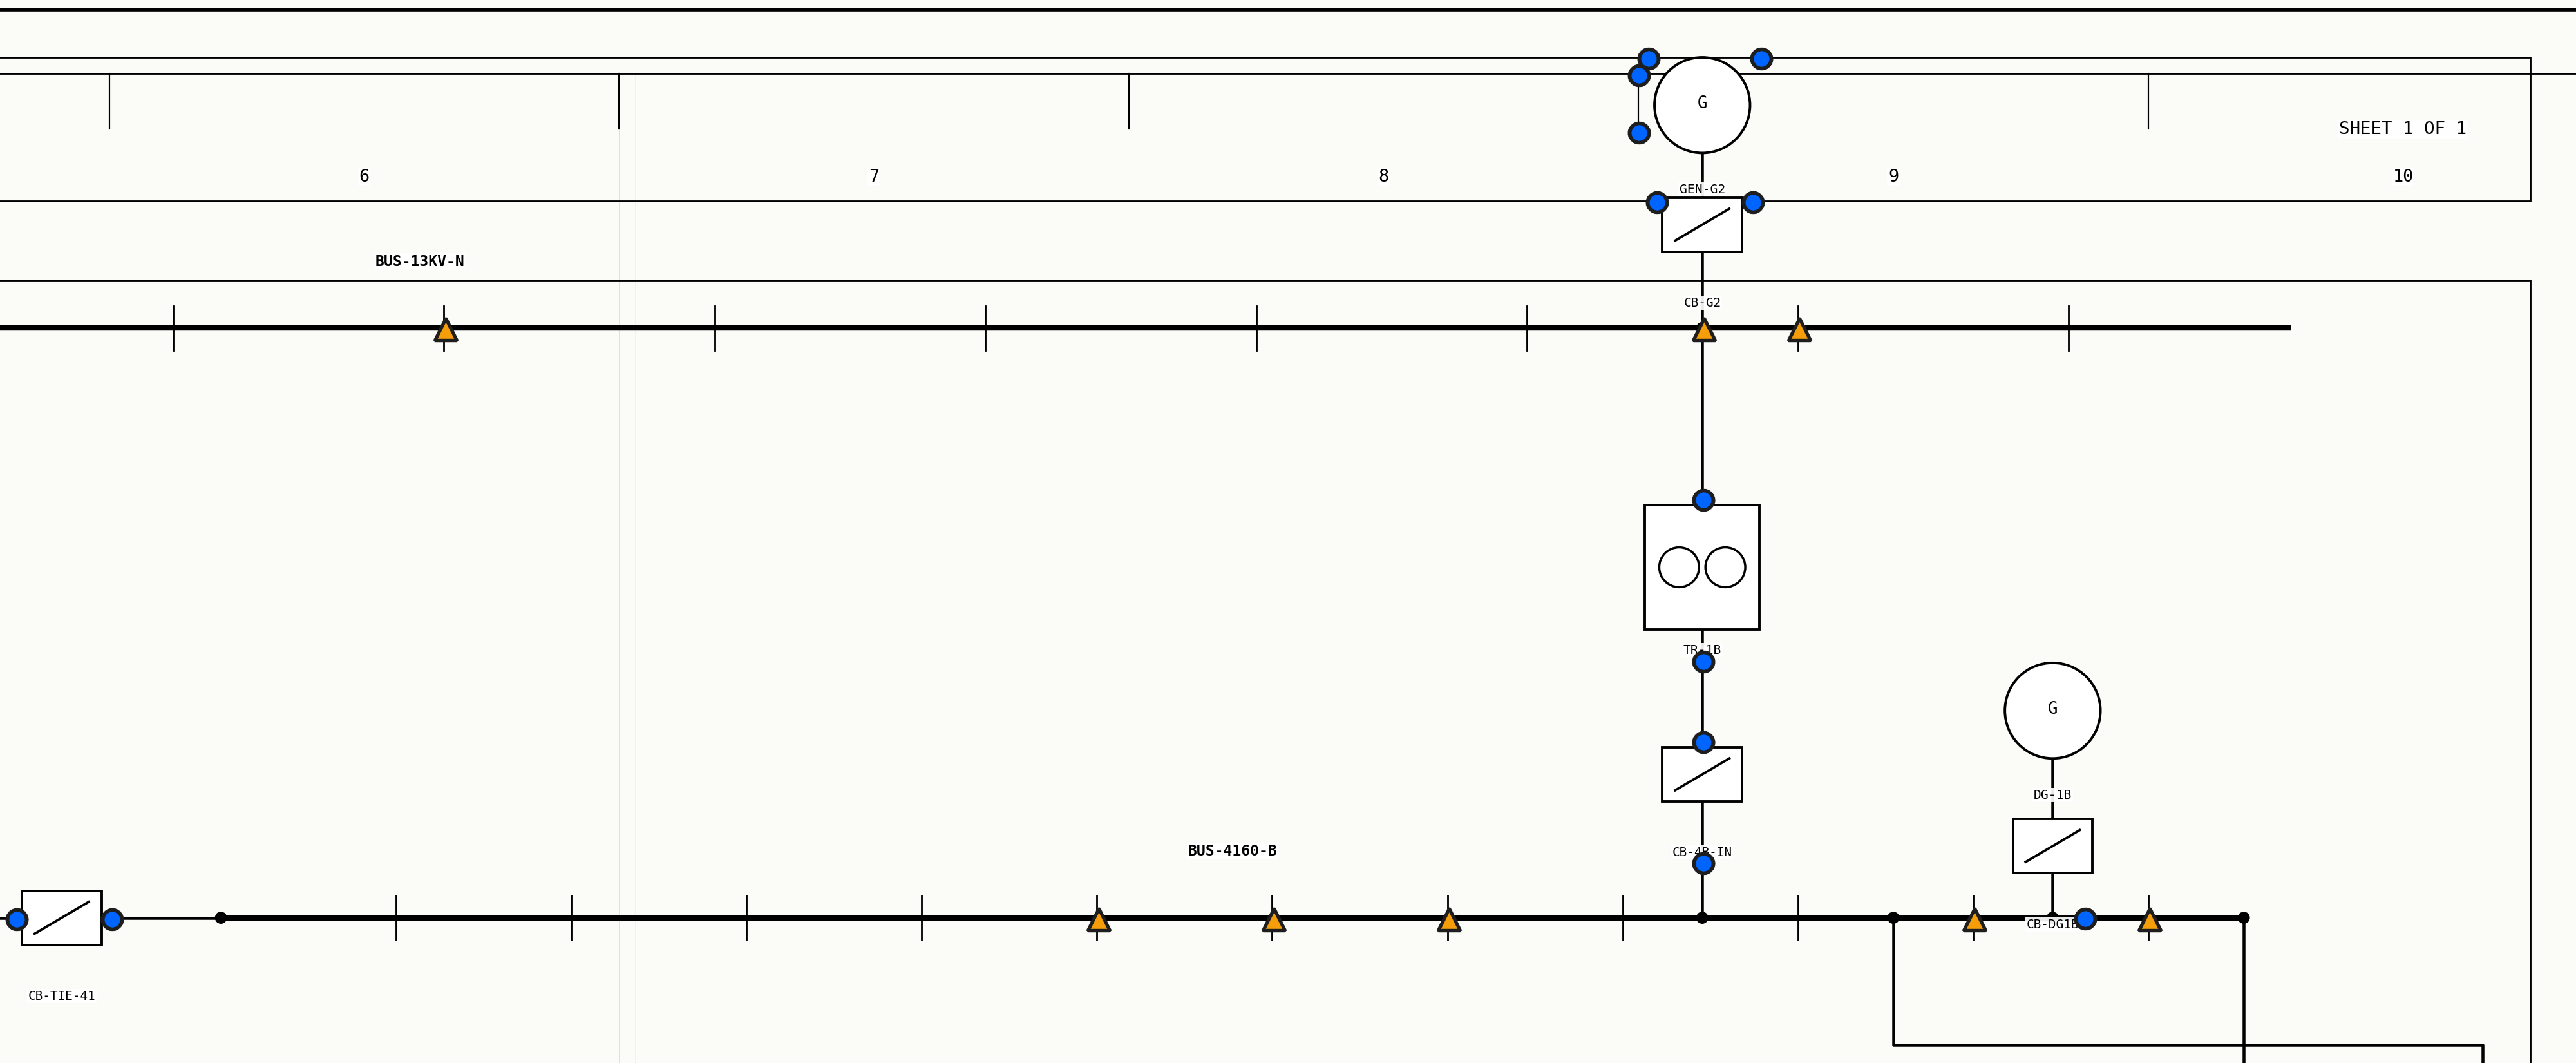 G
SHEET 1 OF 1
6
7
8
9
10
GEN-G2
BUS-13KV-N
CB-G2
TR-1B
G
DG-1B
BUS-4160-B
CB-4B-IN
CB-DG1B
CB-TIE-41